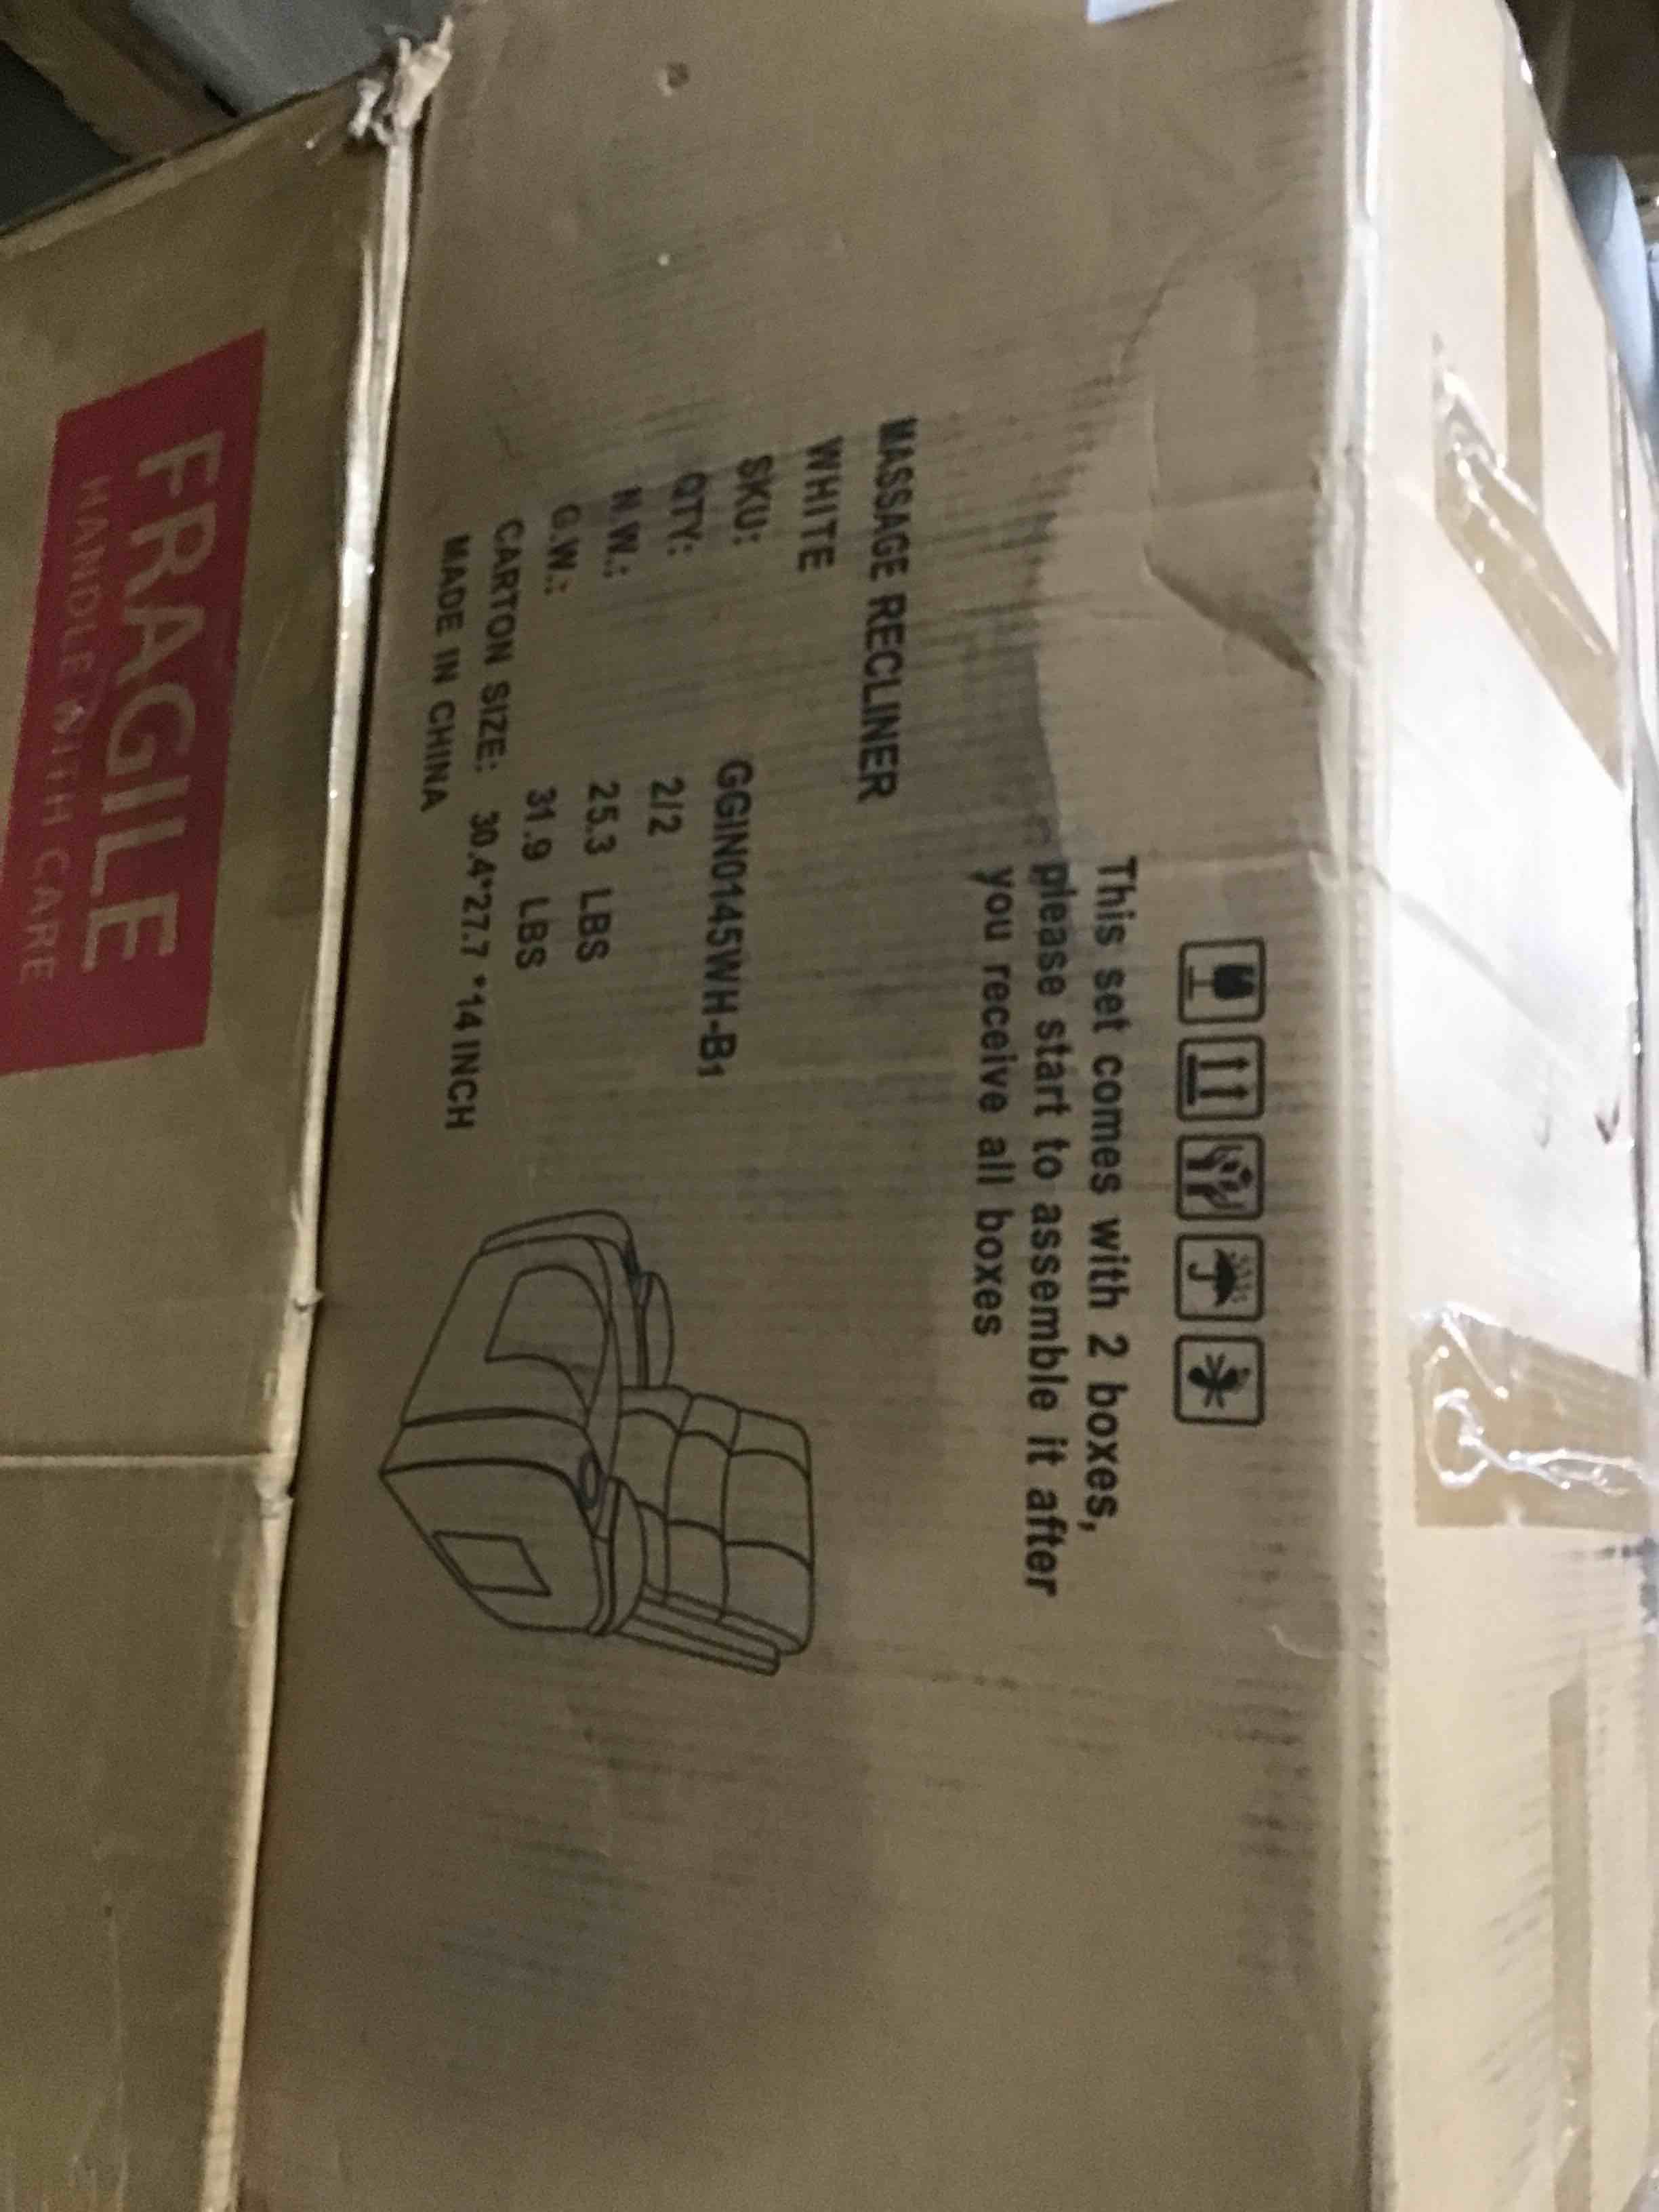 This set comes with 2 boxes,
please start to assemble it after
you receive all boxes
MASSAGE RECLINER
WHITE
SKU: GGIN0145WH-B1
QTY: 2/2
N.W.: 25.3 LBS
G.W.: 31.9 LBS
CARTON SIZE: 30.4*27.7 *14 INCH
MADE IN CHINA
FRAGILE
HANDLE WITH CARE